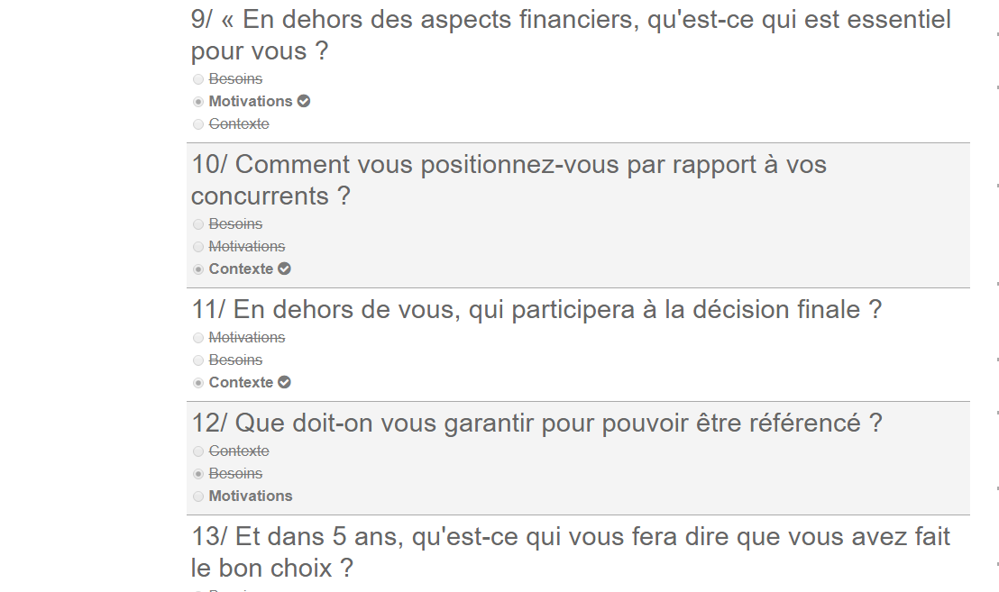 9/ « En dehors des aspects financiers, qu'est-ce qui est essentiel
pour vous ?
Besoins
Motivations
Contexte
10/ Comment vous positionnez-vous par rapport à vos
concurrents ?
Besoins
Motivations
Contexte
11/ En dehors de vous, qui participera à la décision finale ?
Motivations
Besoins
Contexte
12/ Que doit-on vous garantir pour pouvoir être référencé ?
Contexte
Besoins
Motivations
13/ Et dans 5 ans, qu'est-ce qui vous fera dire que vous avez fait
le bon choix ?